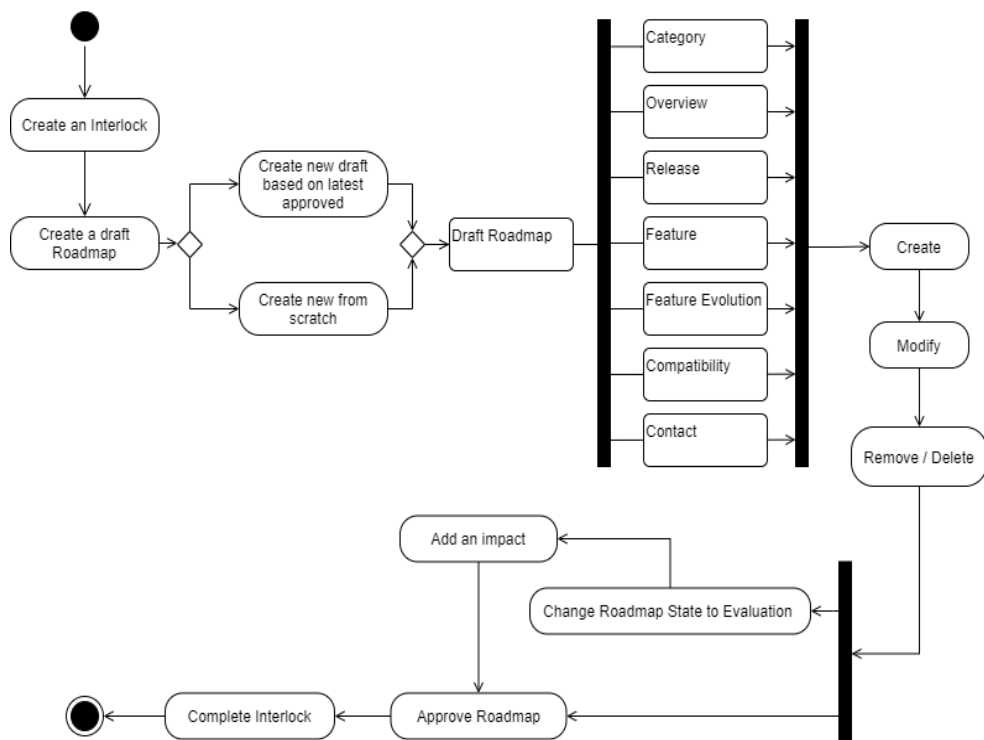 Create an Interlock
Create a draft
Roadmap
Create new draft
based on latest
approved
Create new from
scratch
Draft Roadmap
Category
Overview
Release
Feature
Feature Evolution
Compatibility
Contact
Create
Modify
Remove / Delete
Add an impact
Change Roadmap State to Evaluation
Approve Roadmap
Complete Interlock